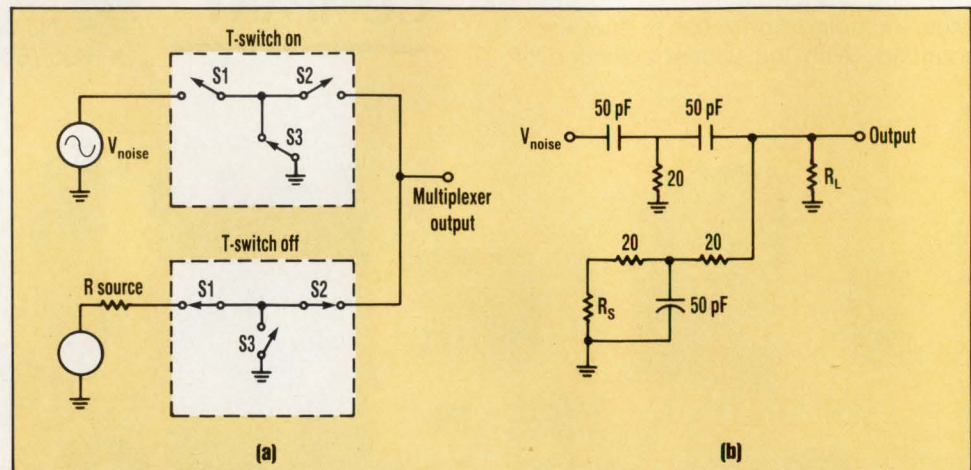 T-switch on
S1
S2
S3
V_noise
Multiplexer
output
T-switch off
R source
S1
S2
S3
(a)
50 pF
50 pF
V_noise
Output
20
R_L
20
20
R_S
50 pF
(b)